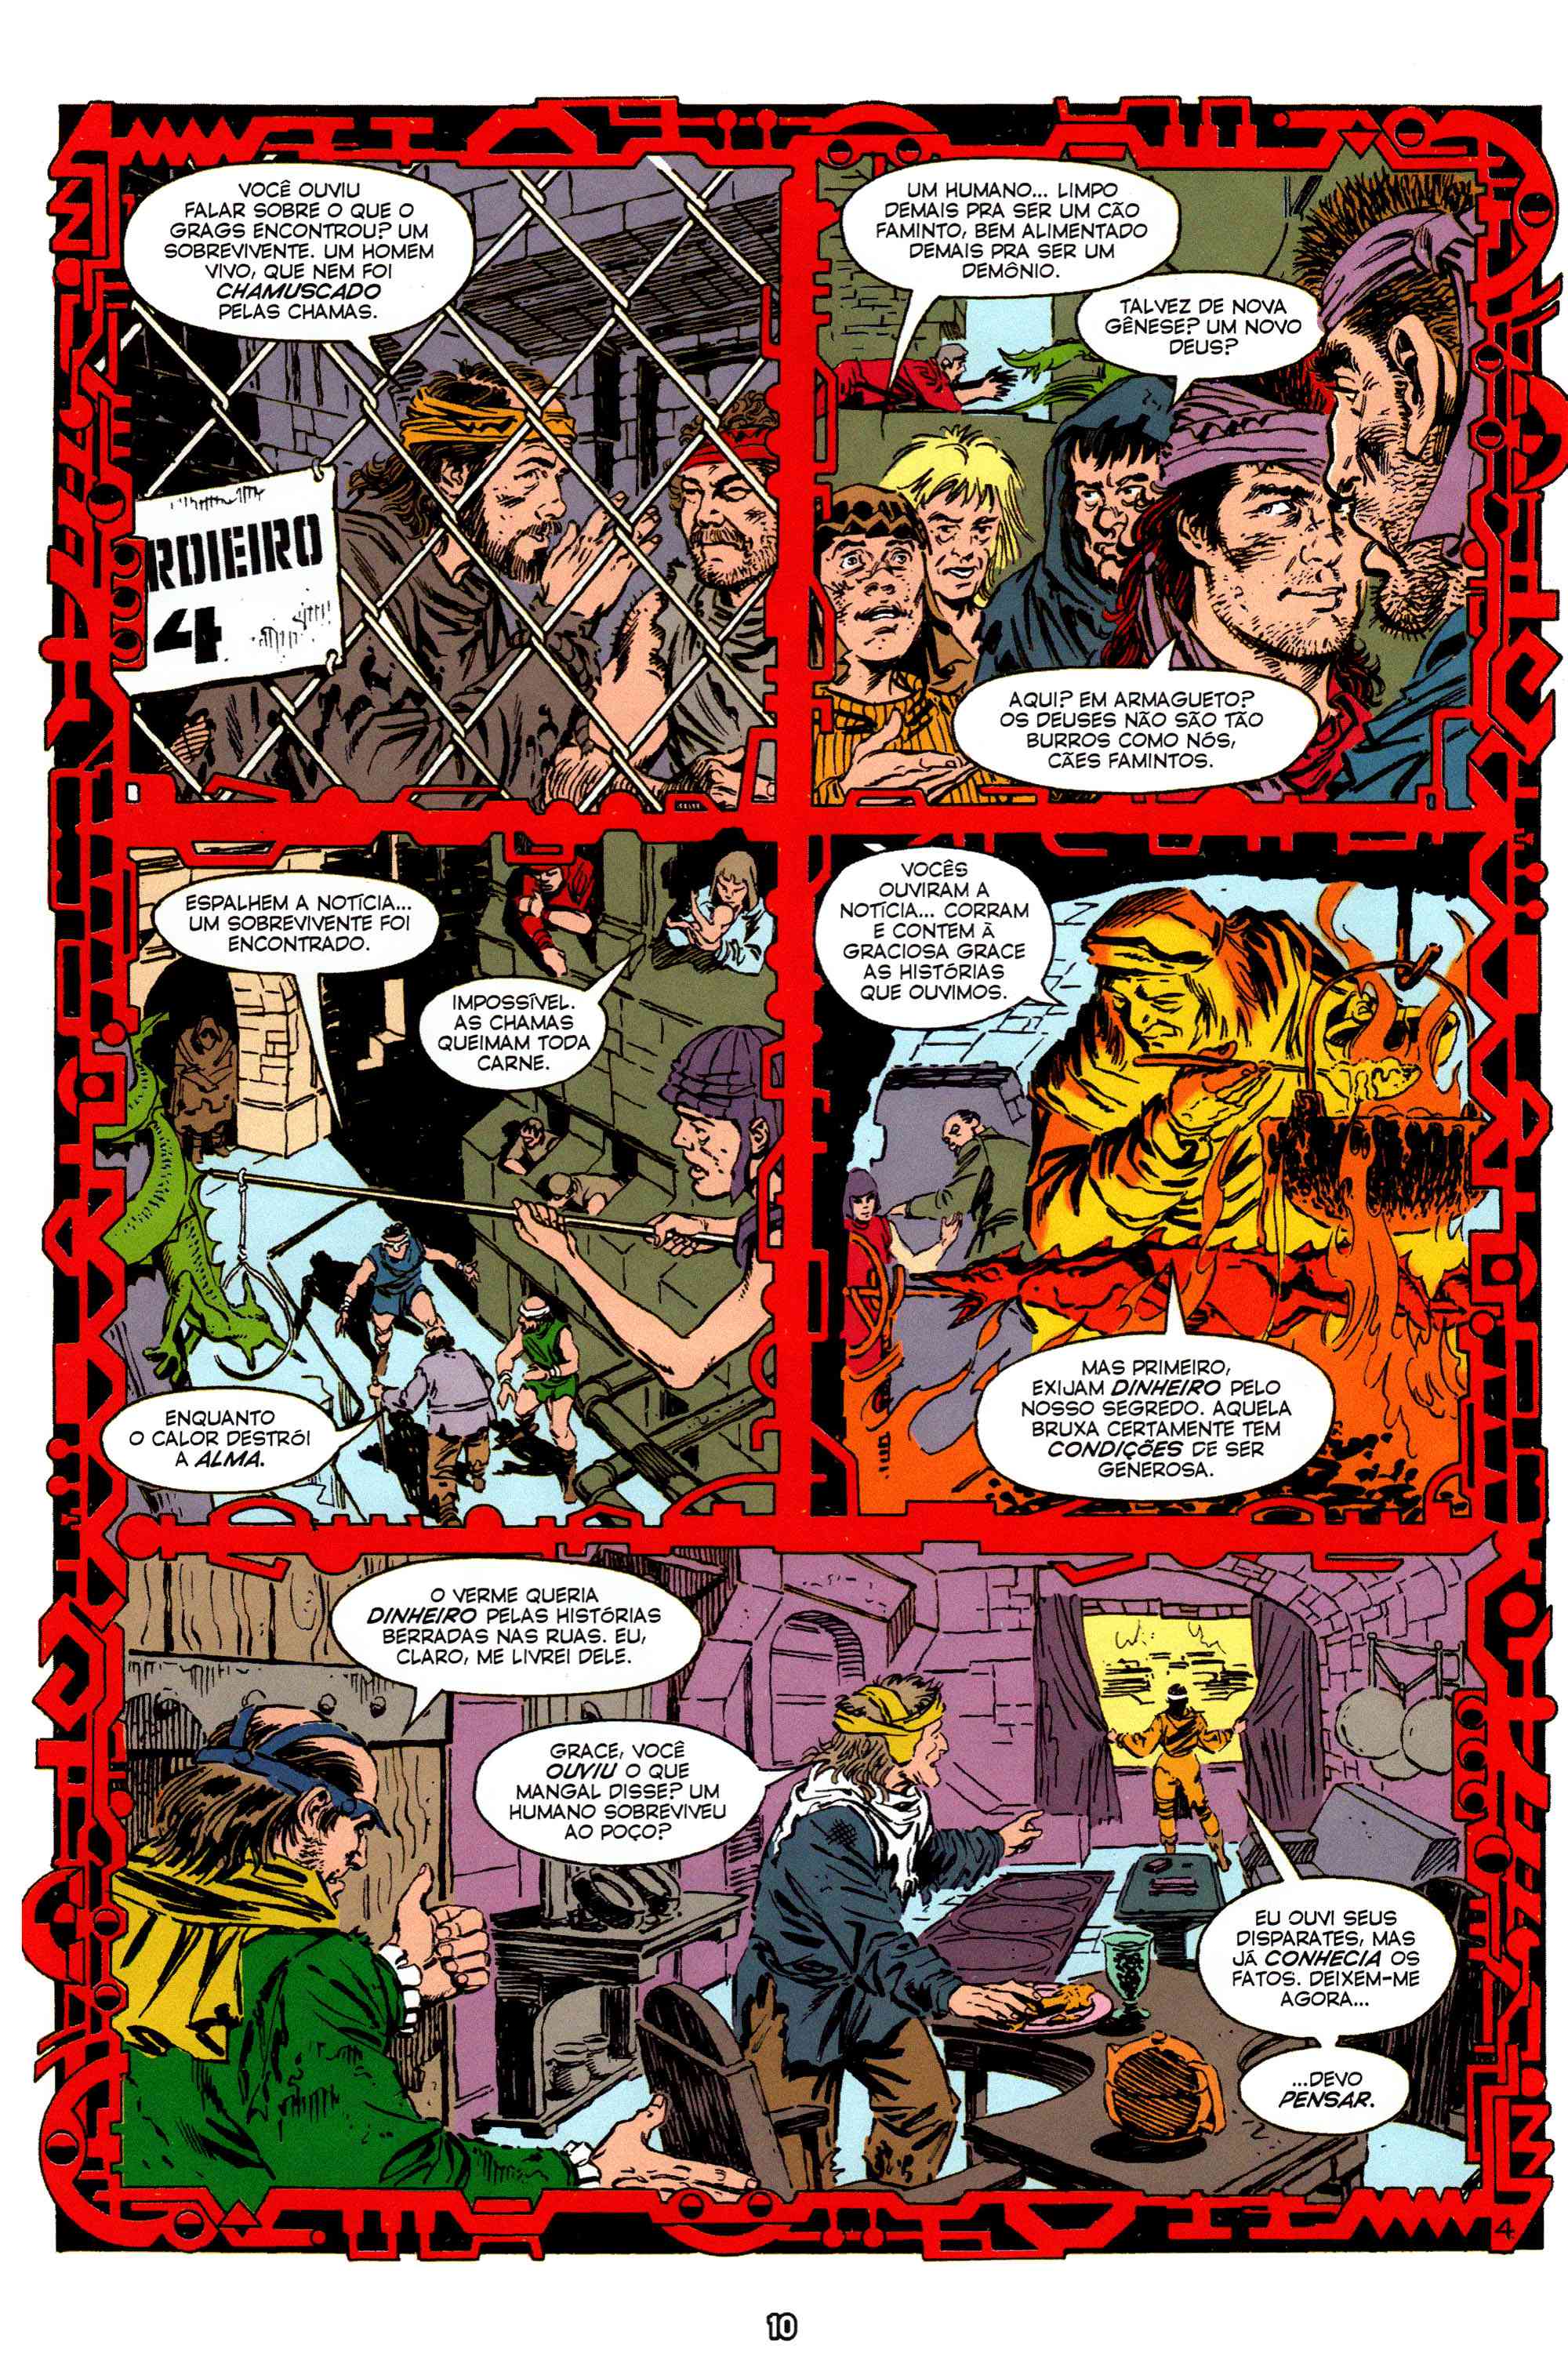 VOCÊ OUVIU
FALAR SOBRE O QUE O
GRAGS ENCONTROU? UM
SOBREVIVENTE. UM HOMEM
VIVO, QUE NEM FOI
CHAMUSCADO
PELAS CHAMAS.
RDIEIRO
4
UM HUMANO... LIMPO
DEMAIS PRA SER UM CÃO
FAMINTO, BEM ALIMENTADO
DEMAIS PRA SER UM
DEMÔNIO.
TALVEZ DE NOVA
GÊNESE? UM NOVO
DEUS?
AQUI? EM ARMAGUETO?
OS DEUSES NÃO SÃO TÃO
BURROS COMO NÓS,
CÃES FAMINTOS.
ESPALHEM A NOTÍCIA...
UM SOBREVIVENTE FOI
ENCONTRADO.
IMPOSSÍVEL.
AS CHAMAS
QUEIMAM TODA
CARNE.
ENQUANTO
O CALOR DESTRÓI
A ALMA.
VOCÊS
OUVIRAM A
NOTÍCIA... CORRAM
E CONTEM À
GRACIOSA GRACE
AS HISTÓRIAS
QUE OUVIMOS.
MAS PRIMEIRO,
EXIJAM DINHEIRO PELO
NOSSO SEGREDO. AQUELA
BRUXA CERTAMENTE TEM
CONDIÇÕES DE SER
GENEROSA.
O VERME QUERIA
DINHEIRO PELAS HISTÓRIAS
BERRADAS NAS RUAS. EU,
CLARO, ME LIVREI DELE.
GRACE, VOCÊ
OUVIU O QUE
MANGAL DISSE? UM
HUMANO SOBREVIVEU
AO POÇO?
EU OUVI SEUS
DISPARATES, MAS
JÁ CONHECIA OS
FATOS. DEIXEM-ME
AGORA...
...DEVO
PENSAR.
4
10